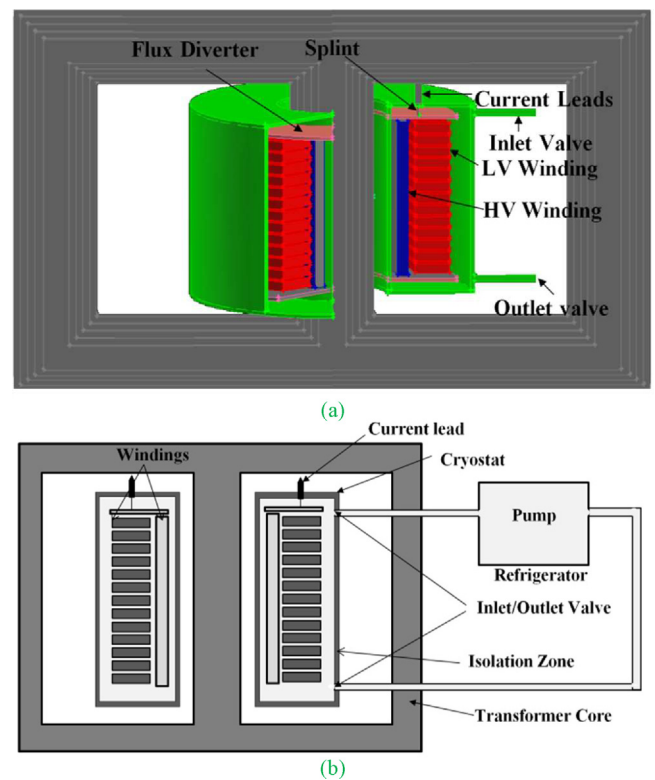 Flux Diverter
Splint
Current Leads
Inlet Valve
LV Winding
HV Winding
Outlet valve
(a)
Current lead
Windings
Cryostat
Pump
Refrigerator
Inlet/Outlet Valve
Isolation Zone
Transformer Core
(b)